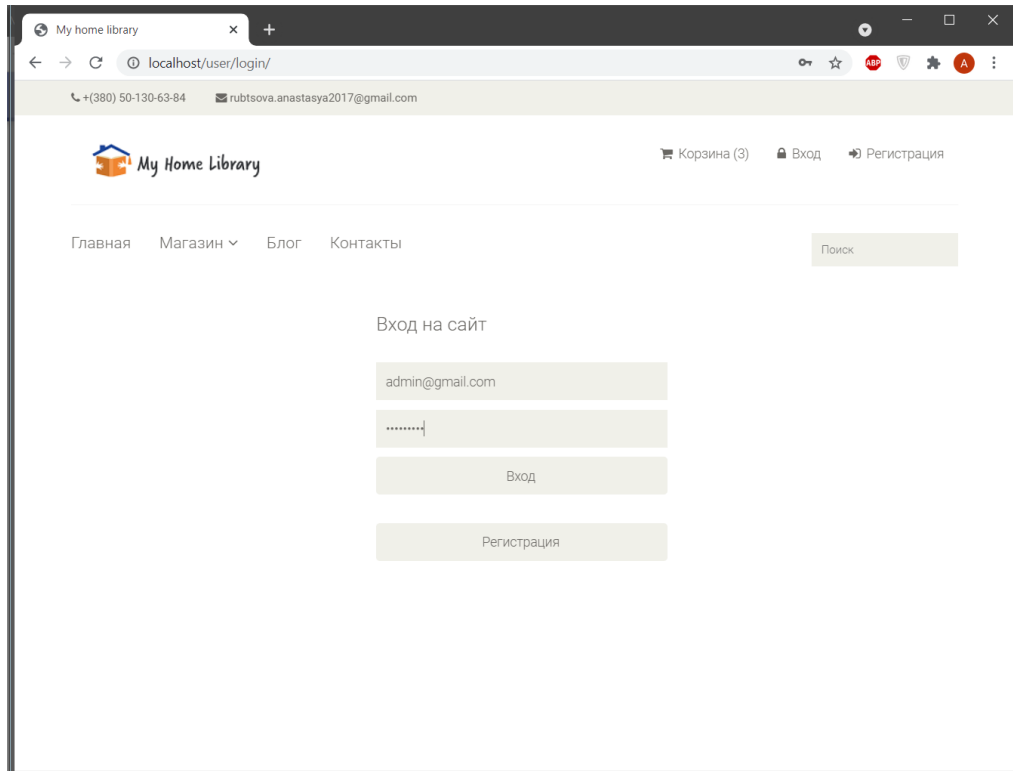 My home library
localhost/user/login/
ABP
A
+(380) 50-130-63-84 rubtsova.anastasya2017@gmail.com
My Home Library
Корзина (3) Вход Регистрация
Главная Магазин Блог Контакты
Поиск
Вход на сайт
admin@gmail.com
•••••••••
Вход
Регистрация